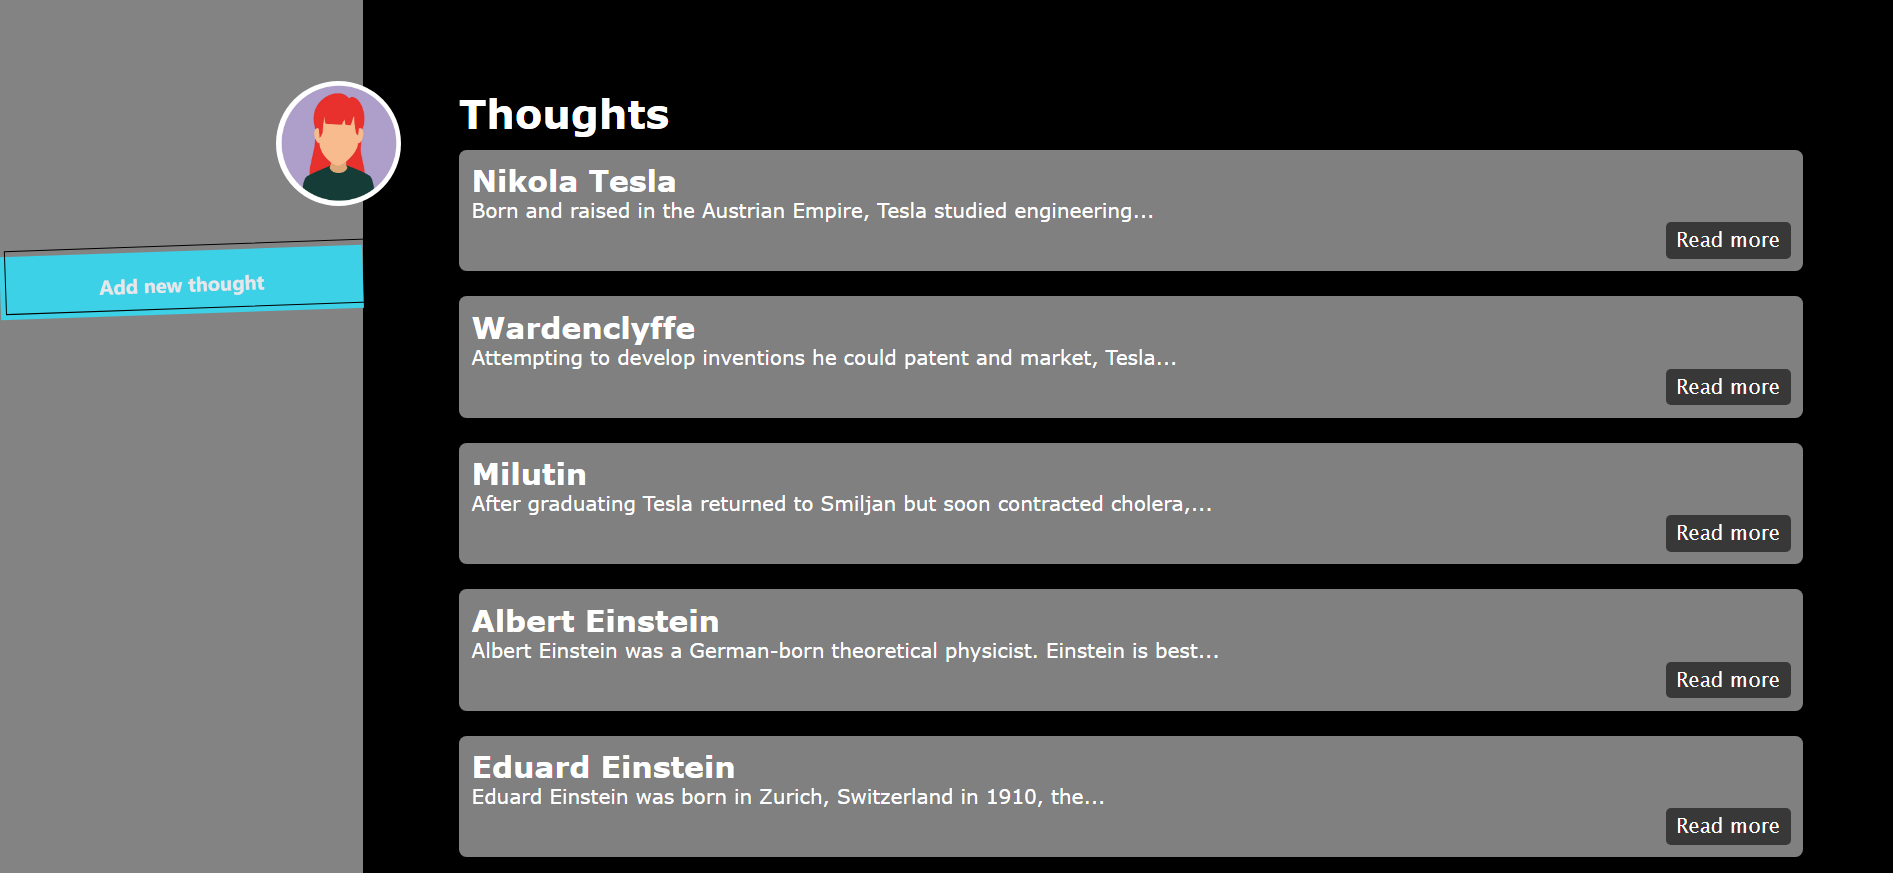 Thoughts
Nikola Tesla
Born and raised in the Austrian Empire, Tesla studied engineering...
Read more
Add new thought
Wardenclyffe
Attempting to develop inventions he could patent and market, Tesla...
Read more
Milutin
After graduating Tesla returned to Smiljan but soon contracted cholera,...
Read more
Albert Einstein
Albert Einstein was a German-born theoretical physicist. Einstein is best...
Read more
Eduard Einstein
Eduard Einstein was born in Zurich, Switzerland in 1910, the...
Read more